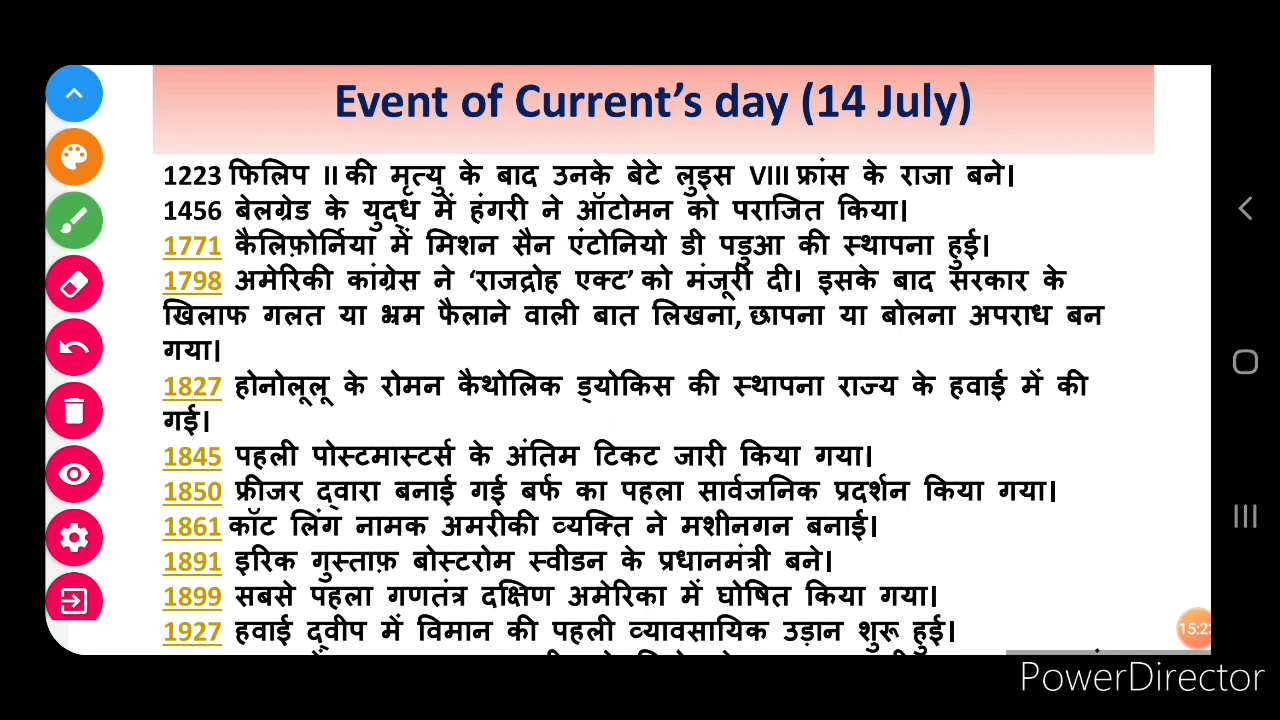 Event of Current's day (14 July)
1223 फिलिप II की मृत्यु के बाद उनके बेटे लुइस VIII फ्रांस के राजा बने।
1456 बेलग्रेड के युद्ध में हंगरी ने ऑटोमन को पराजित किया।
1771 कैलिफ़ोर्निया में मिशन सैन एंटोनियो डी पडुआ की स्थापना हुई।
1798 अमेरिकी कांग्रेस ने ‘राजद्रोह एक्ट’ को मंजूरी दी। इसके बाद सरकार के
खिलाफ गलत या भ्रम फैलाने वाली बात लिखना, छापना या बोलना अपराध बन
गया।
1827 होनोलूलू के रोमन कैथोलिक ड्योकिस की स्थापना राज्य के हवाई में की
गई।
1845 पहली पोस्टमास्टर्स के अंतिम टिकट जारी किया गया।
1850 फ्रीजर द्वारा बनाई गई बर्फ का पहला सार्वजनिक प्रदर्शन किया गया।
1861 कॉट लिंग नामक अमरीकी व्यक्ति ने मशीनगन बनाई।
1891 इरिक गुस्ताफ़ बोस्टरोम स्वीडन के प्रधानमंत्री बने।
1899 सबसे पहला गणतंत्र दक्षिण अमेरिका में घोषित किया गया।
1927 हवाई द्वीप में विमान की पहली व्यावसायिक उड़ान शुरू हुई।
15:23
PowerDirector